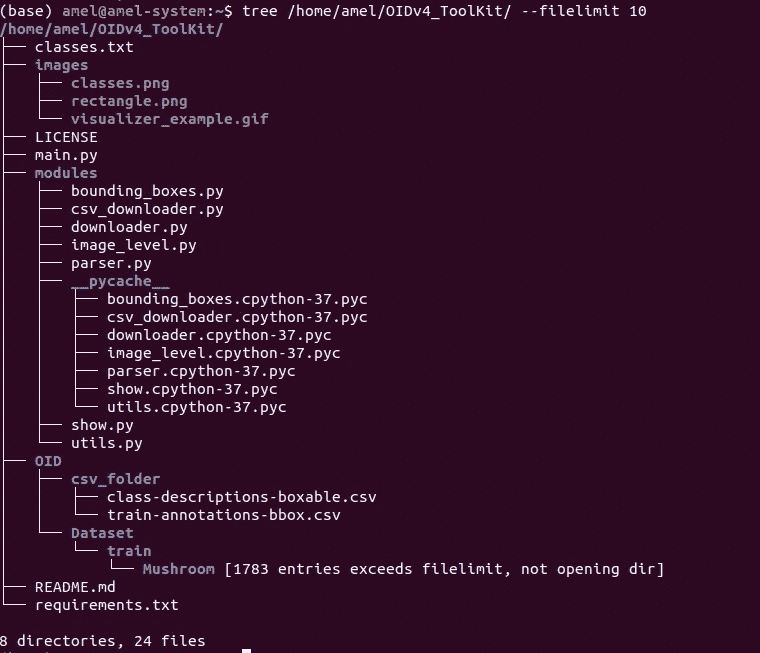 (base) amel@amel-system:~$ tree /home/amel/OIDv4_ToolKit/ --filelimit 10
/home/amel/OIDv4_ToolKit/
├── classes.txt
├── images
│   ├── classes.png
│   ├── rectangle.png
│   └── visualizer_example.gif
├── LICENSE
├── main.py
├── modules
│   ├── bounding_boxes.py
│   ├── csv_downloader.py
│   ├── downloader.py
│   ├── image_level.py
│   ├── parser.py
│   ├── __pycache__
│   │   ├── bounding_boxes.cpython-37.pyc
│   │   ├── csv_downloader.cpython-37.pyc
│   │   ├── downloader.cpython-37.pyc
│   │   ├── image_level.cpython-37.pyc
│   │   ├── parser.cpython-37.pyc
│   │   ├── show.cpython-37.pyc
│   │   └── utils.cpython-37.pyc
│   ├── show.py
│   └── utils.py
├── OID
│   ├── csv_folder
│   │   ├── class-descriptions-boxable.csv
│   │   └── train-annotations-bbox.csv
│   └── Dataset
│       └── train
│           └── Mushroom [1783 entries exceeds filelimit, not opening dir]
├── README.md
└── requirements.txt
8 directories, 24 files